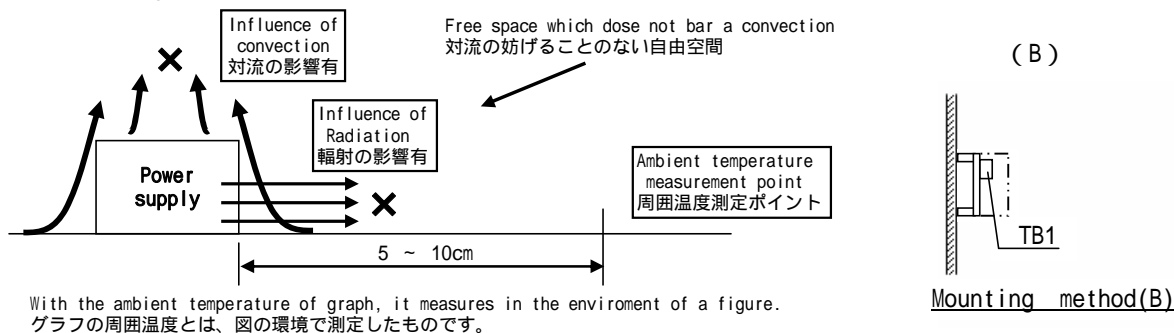 Influence of
convection
対流の影響有
Free space which dose not bar a convection
対流の妨げることのない自由空間
(B)
Influence of
Radiation
輻射の影響有
Power
supply
Ambient temperature
measurement point
周囲温度測定ポイント
TB1
5 ~ 10cm
Mounting method(B)
With the ambient temperature of graph, it measures in the enviroment of a figure.
グラフの周囲温度とは、図の環境で測定したものです。